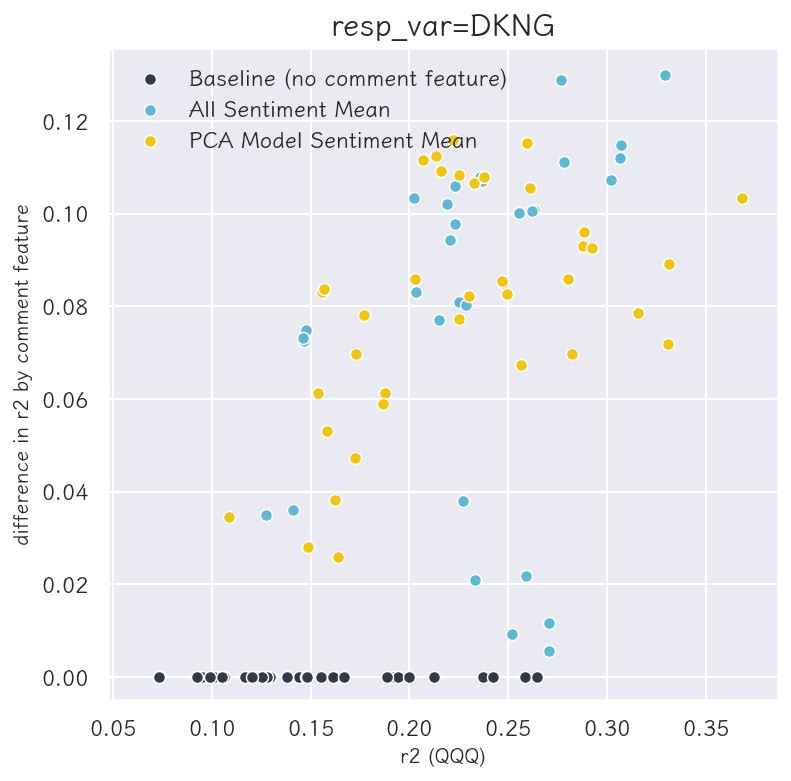 resp_var=DKNG
Baseline (no comment feature)
All Sentiment Mean
PCA Model Sentiment Mean
difference in r2 by comment feature
0.12
0.10
0.08
0.06
0.04
0.02
0.00
0.05 0.10 0.15 0.20 0.25 0.30 0.35
r2 (QQQ)